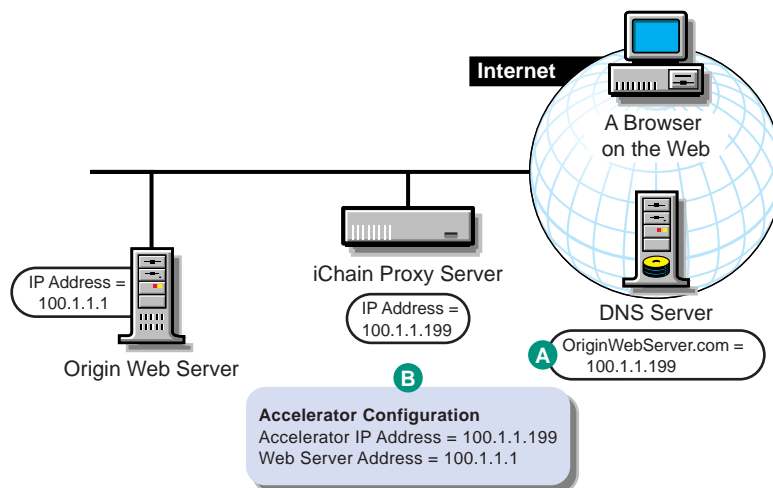 Internet
A Browser
on the Web
iChain Proxy Server
IP Address =
100.1.1.199
IP Address =
100.1.1.1
Origin Web Server
DNS Server
A
OriginWebServer.com =
100.1.1.199
B
Accelerator Configuration
Accelerator IP Address = 100.1.1.199
Web Server Address = 100.1.1.1